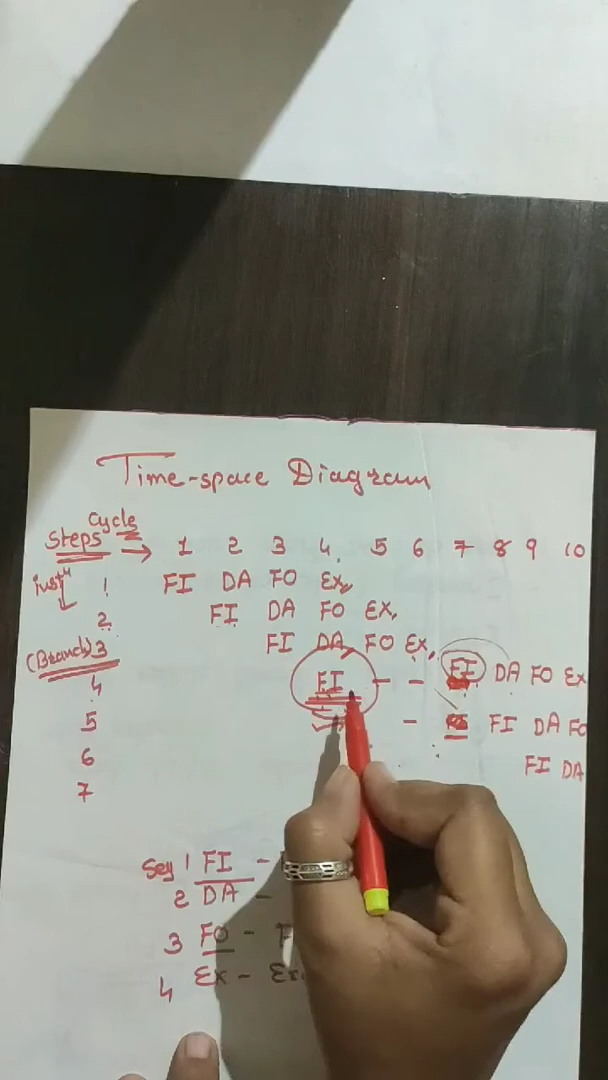 Time-space Diagram
Cycle
Steps → 1 2 3 4 5 6 7 8 9 10
1 FI DA FO EX
2 FI DA FO EX
(Branch) 3 FI DA FO EX
4 FI - - FI DA FO EX
5 - FI DA FO
6 FI DA
7
Seg 1 FI -
2 DA -
3 FO - F
4 EX - Ex